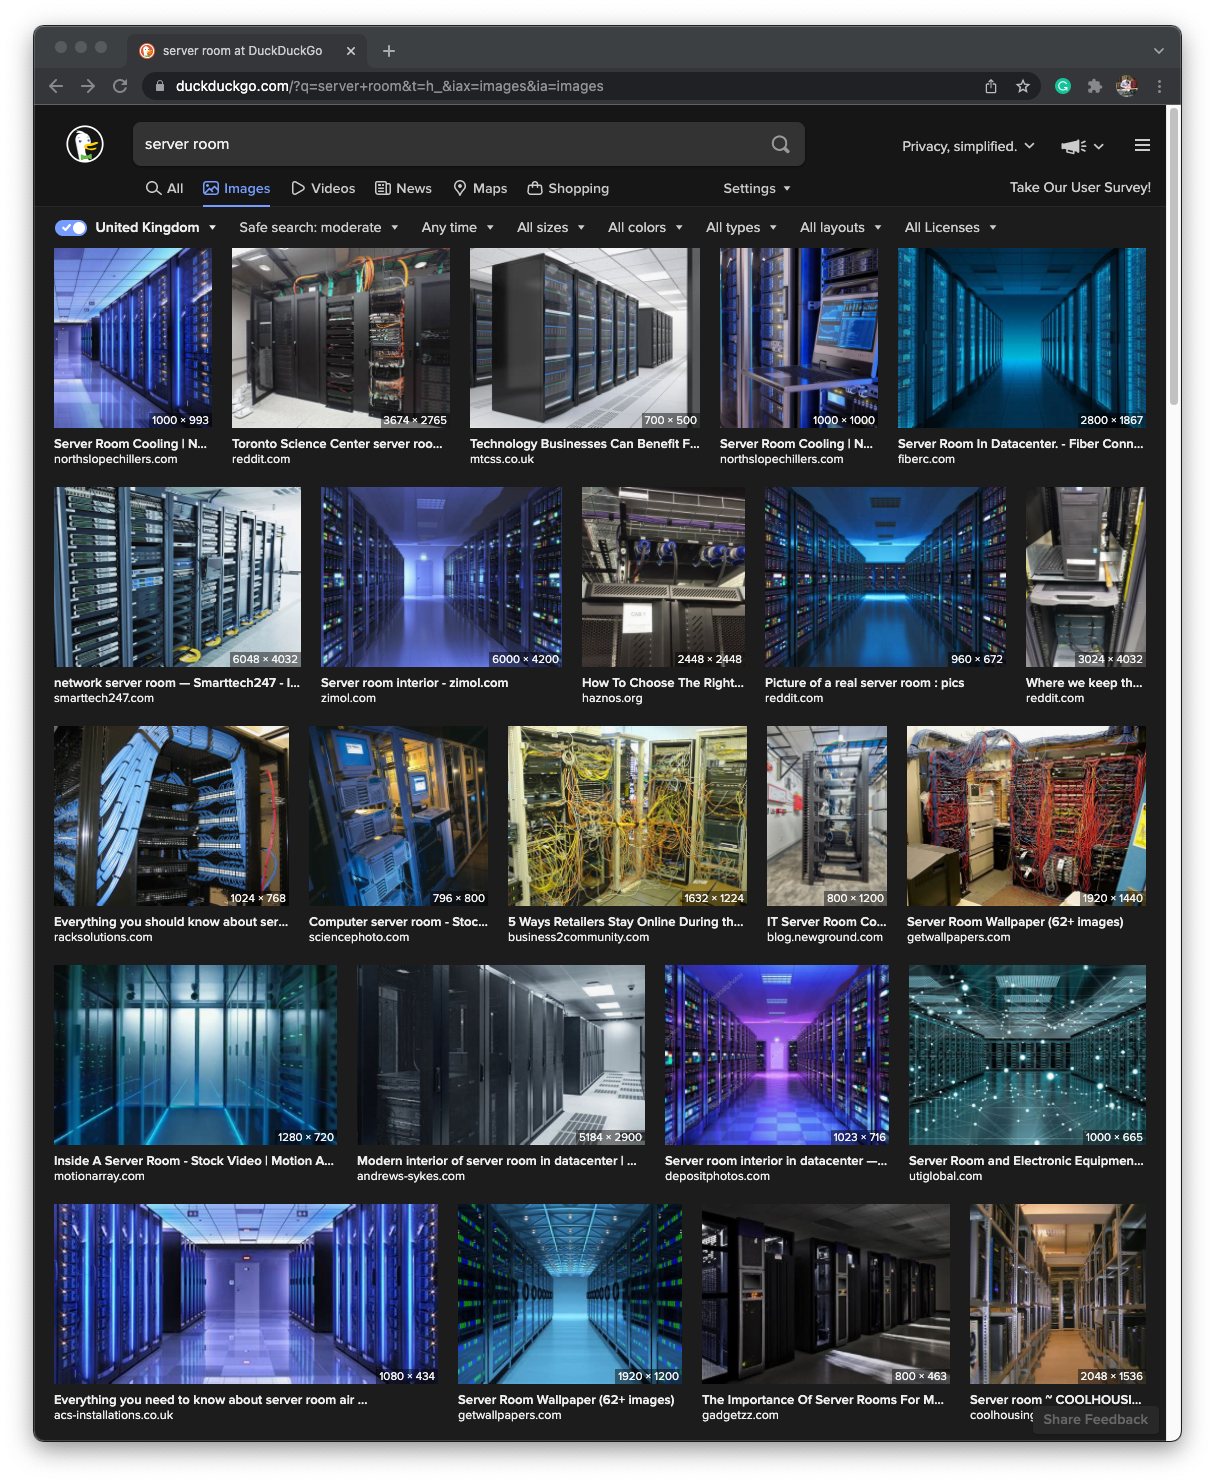 server room at DuckDuckGo
duckduckgo.com/?q=server+room&t=h_&iax=images&ia=images
server room
Privacy, simplified.
All Images Videos News Maps Shopping Settings Take Our User Survey!
United Kingdom Safe search: moderate Any time All sizes All colors All types All layouts All Licenses
1000 × 993 3674 × 2765 700 × 500 1000 × 1000 2800 × 1867
Server Room Cooling | N... Toronto Science Center server roo... Technology Businesses Can Benefit F... Server Room Cooling | N... Server Room In Datacenter. - Fiber Conn...
northslopechillers.com reddit.com mtcss.co.uk northslopechillers.com fiberc.com
6048 × 4032 6000 × 4200 2448 × 2448 960 × 672 3024 × 4032
network server room — Smarttech247 - I... Server room interior - zimol.com How To Choose The Right... Picture of a real server room : pics Where we keep th...
smarttech247.com zimol.com haznos.org reddit.com reddit.com
1024 × 768 796 × 800 1632 × 1224 800 × 1200 1920 × 1440
Everything you should know about ser... Computer server room - Stoc... 5 Ways Retailers Stay Online During th... IT Server Room Co... Server Room Wallpaper (62+ images)
racksolutions.com sciencephoto.com business2community.com blog.newground.com getwallpapers.com
1280 × 720 5184 × 2900 1023 × 716 1000 × 665
Inside A Server Room - Stock Video | Motion A... Modern interior of server room in datacenter | ... Server room interior in datacenter —... Server Room and Electronic Equipmen...
motionarray.com andrews-sykes.com depositphotos.com utiglobal.com
1080 × 434 1920 × 1200 800 × 463 2048 × 1536
Everything you need to know about server room air ... Server Room Wallpaper (62+ images) The Importance Of Server Rooms For M... Server room ~ COOLHOUSI...
acs-installations.co.uk getwallpapers.com gadgetzz.com coolhousing
Share Feedback